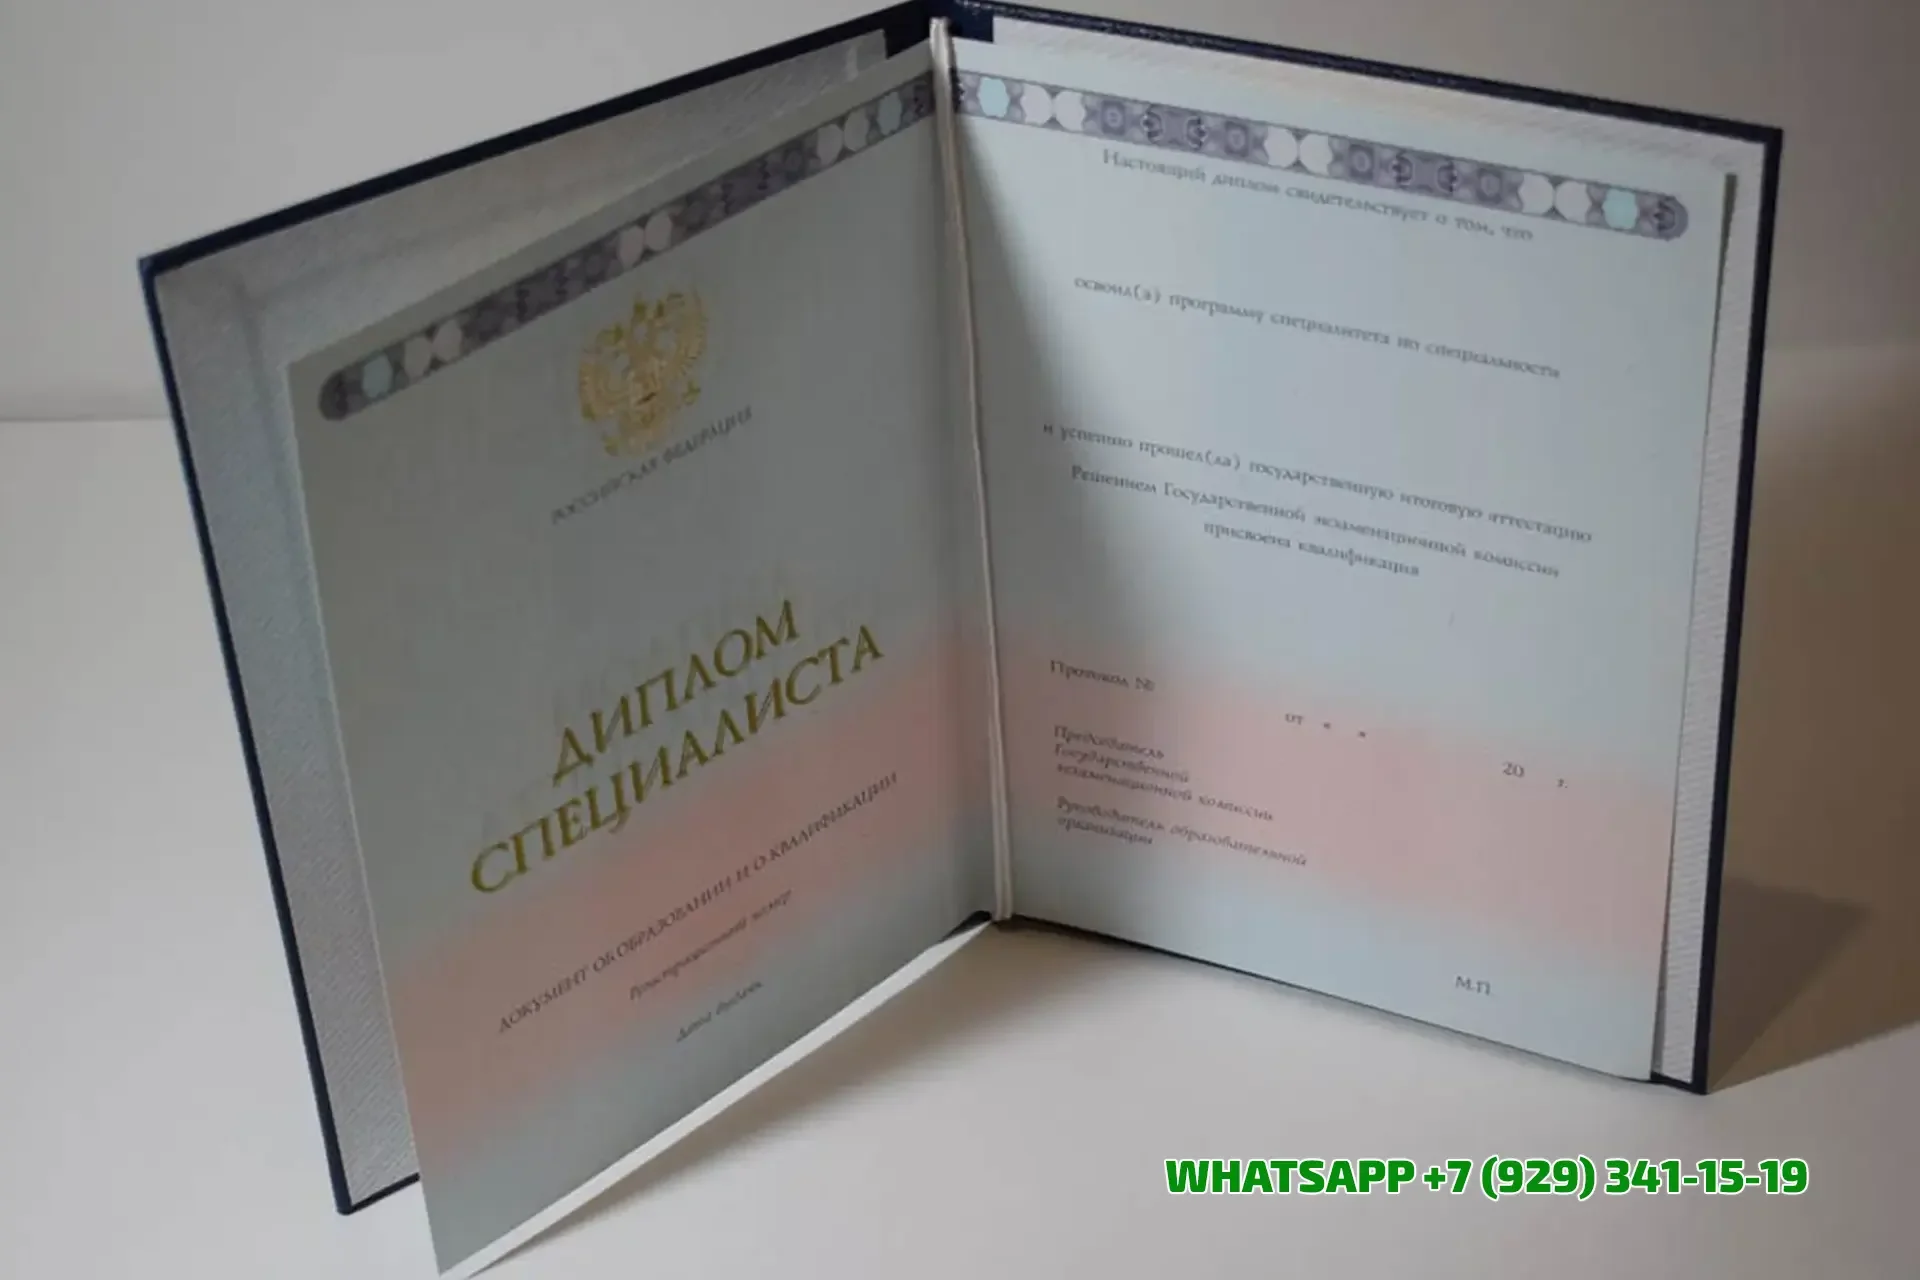 РОССИЙСКАЯ ФЕДЕРАЦИЯ
ДИПЛОМ
СПЕЦИАЛИСТА
ДОКУМЕНТ ОБ ОБРАЗОВАНИИ И О КВАЛИФИКАЦИИ
Регистрационный номер
Дата выдачи
Настоящий диплом свидетельствует о том, что
освоил(а) программу специалитета по специальности
и успешно прошел(ла) государственную итоговую аттестацию
Решением Государственной экзаменационной комиссии
присвоена квалификация
Протокол №
от « »
20 г.
Председатель
Государственной
экзаменационной комиссии
Руководитель образовательной
организации
М.П.
WHATSAPP +7 (929) 341-15-19